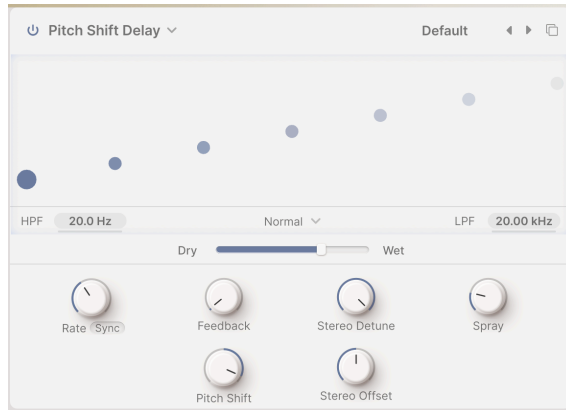 Pitch Shift Delay
Default
HPF 20.0 Hz
Normal
LPF 20.00 kHz
Dry
Wet
Rate Sync
Feedback
Stereo Detune
Spray
Pitch Shift
Stereo Offset